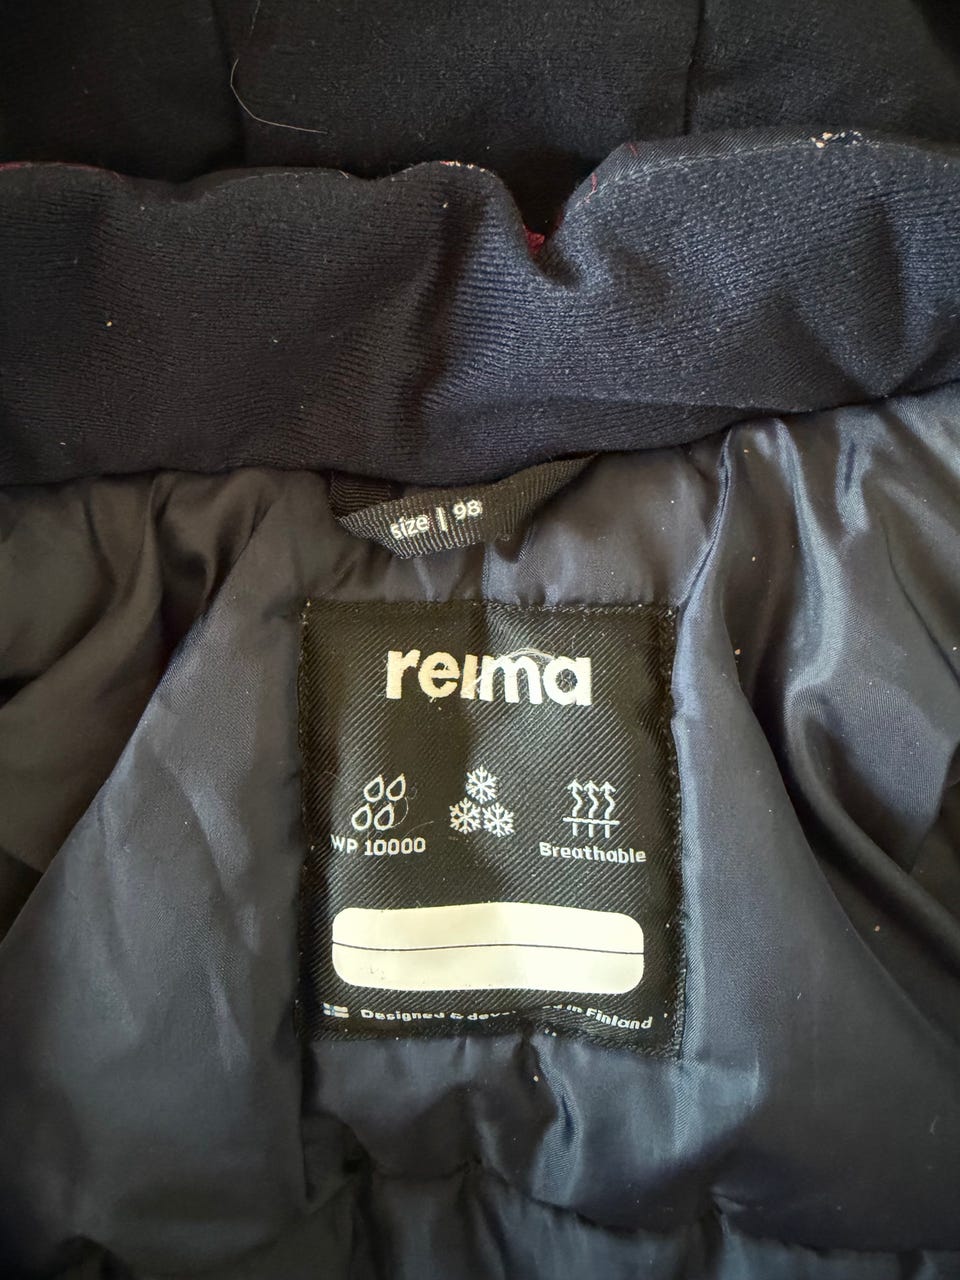 size | 98
reima
WP 10000
Breathable
Designed & in Finland